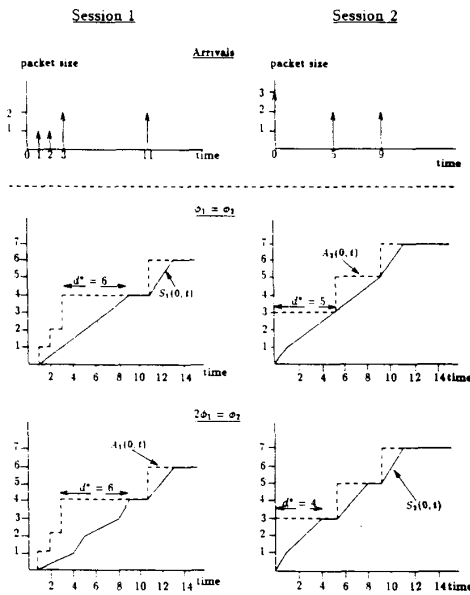 Session 1 Session 2
Arrivals
packet size packet size
2
1
0 1 2 3 11 time
3
2
1
0 5 9 time
ϕ₁ = ϕ₂
7
6
5
4
3
2
1
d* = 6
S₁(0, t)
2 4 6 8 10 12 14 time
7
6
5
4
3
2
1
A₂(0, t)
d* = 5
2 4 6 8 10 12 14 time
2ϕ₁ = ϕ₂
7
6
5
4
3
2
1
A₁(0, t)
d* = 6
0 2 4 6 8 10 12 14 time
7
6
5
4
3
2
1
d* = 4
S₂(0, t)
0 2 4 6 8 10 12 14 time